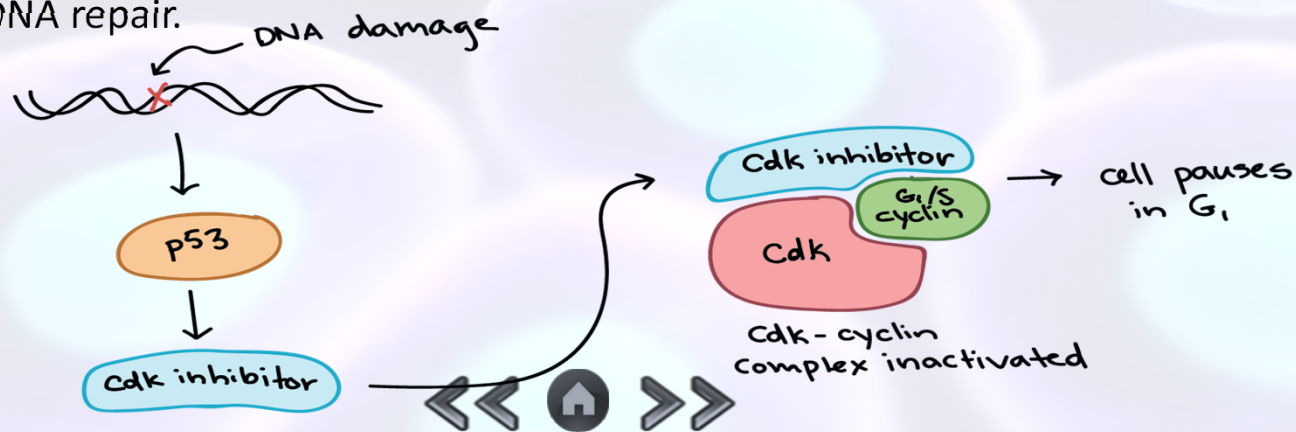 DNA repair.
DNA damage
p53
Cdk inhibitor
Cdk inhibitor
G₁/S
cyclin
Cdk
Cdk-cyclin
complex inactivated
cell pauses
in G₁